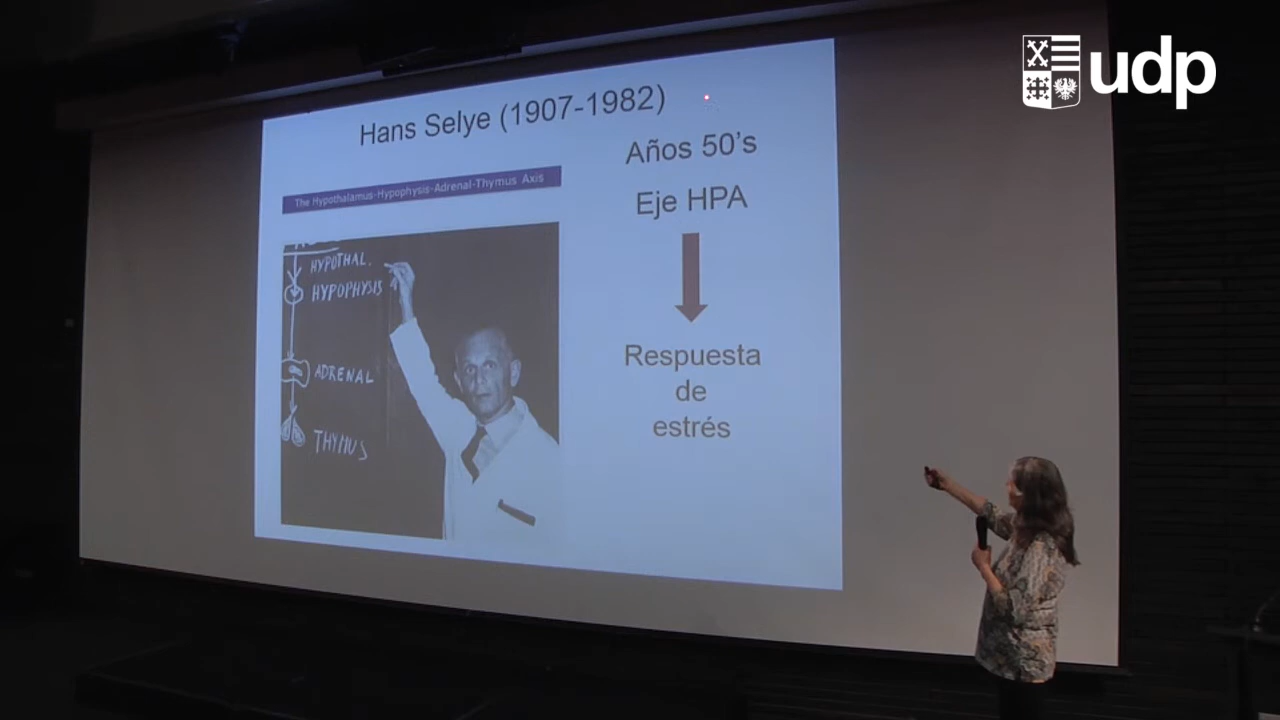 udp
Hans Selye (1907-1982)
The Hypothalamus-Hypophysis-Adrenal-Thymus Axis
HYPOTHAL.
HYPOPHYSIS
ADRENAL
THYMUS
Años 50's
Eje HPA
Respuesta
de
estrés